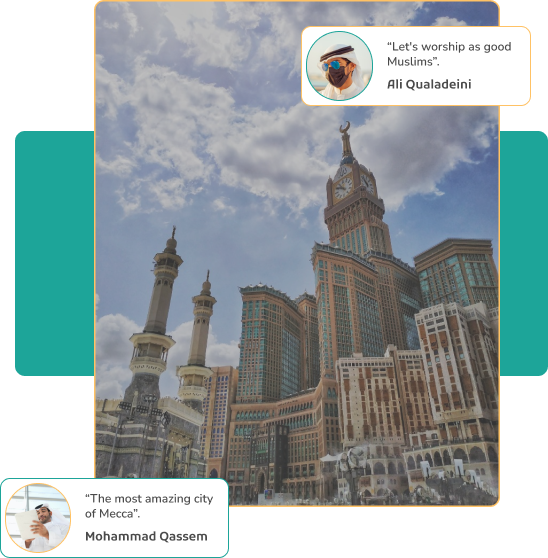 “Let's worship as good
Muslims”.
Ali Qualadeini
“The most amazing city
of Mecca”.
Mohammad Qassem